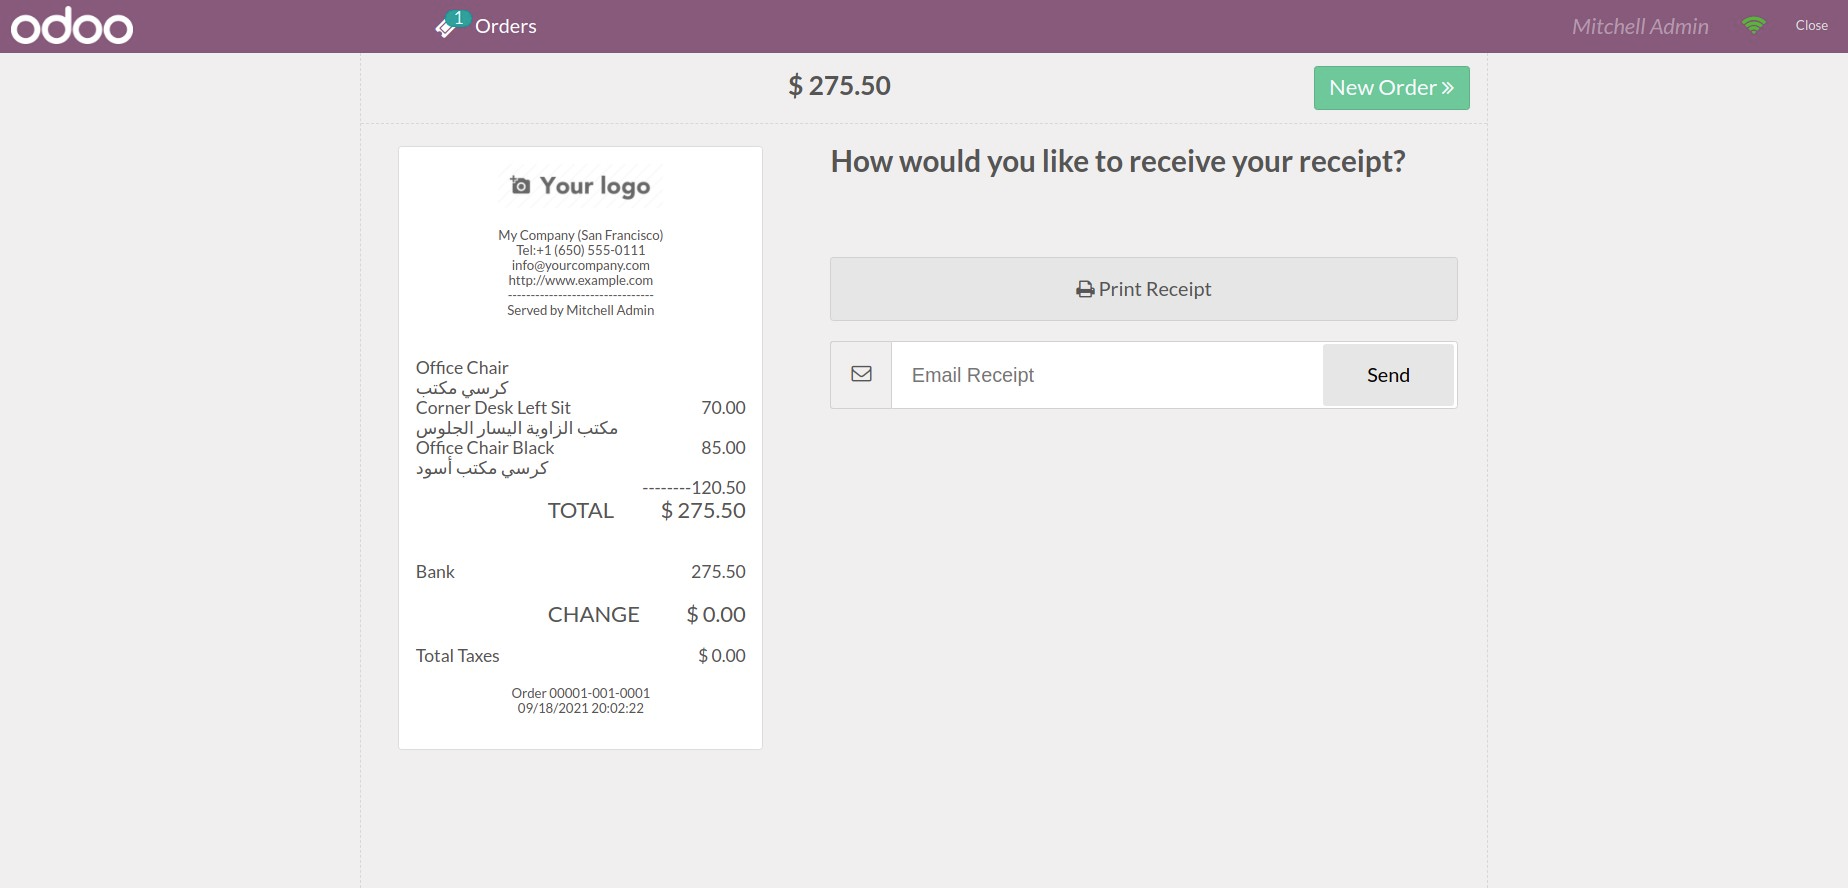 odoo
1 Orders
Mitchell Admin
Close
$ 275.50
New Order »
Your logo
My Company (San Francisco)
Tel:+1 (650) 555-0111
info@yourcompany.com
http://www.example.com
--------------------------------
Served by Mitchell Admin
Office Chair
كرسي مكتب
Corner Desk Left Sit 70.00
مكتب الزاوية اليسار الجلوس
Office Chair Black 85.00
كرسي مكتب أسود
--------120.50
TOTAL $ 275.50
Bank 275.50
CHANGE $ 0.00
Total Taxes $ 0.00
Order 00001-001-0001
09/18/2021 20:02:22
How would you like to receive your receipt?
Print Receipt
Email Receipt
Send